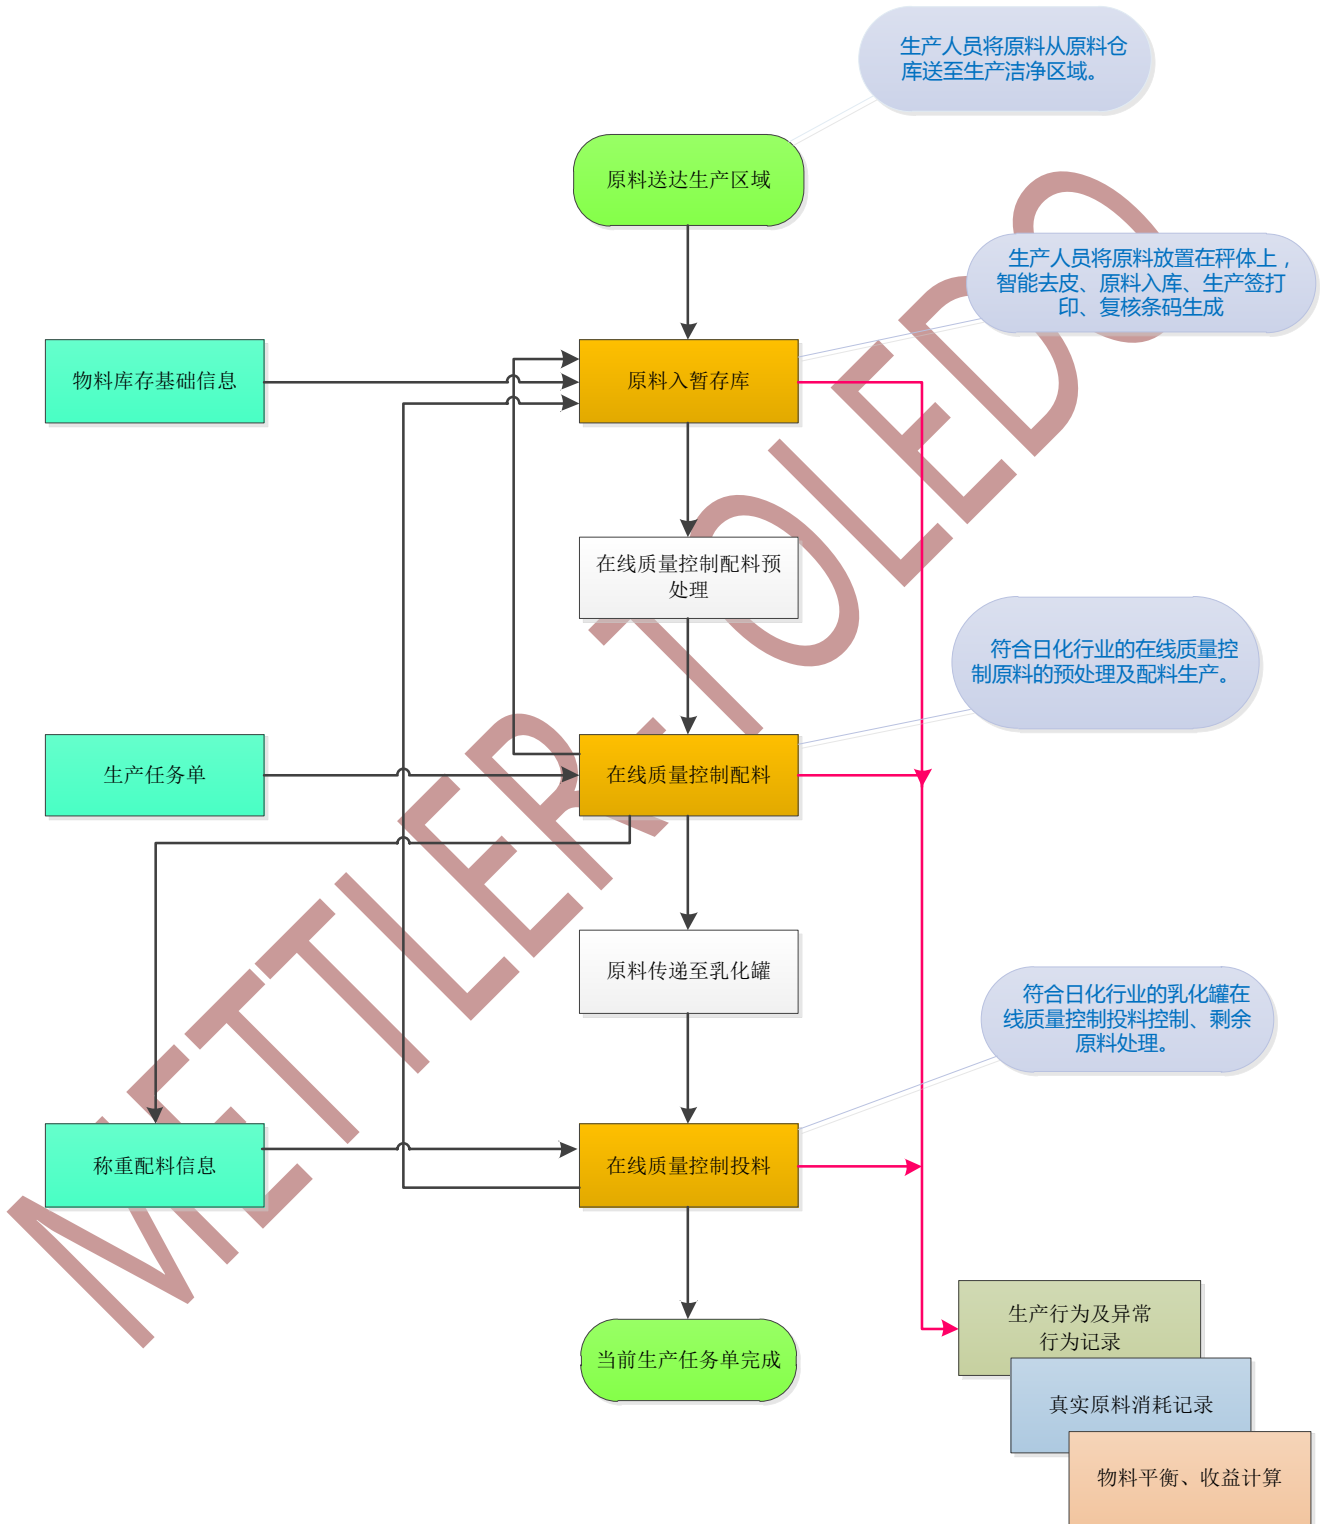 生产人员将原料从原料仓
库送至生产洁净区域。
原料送达生产区域
生产人员将原料放置在秤体上，
智能去皮、原料入库、生产签打
印、复核条码生成
物料库存基础信息
原料入暂存库
在线质量控制配料预
处理
符合日化行业的在线质量控
制原料的预处理及配料生产。
生产任务单
在线质量控制配料
原料传递至乳化罐
符合日化行业的乳化罐在
线质量控制投料控制、剩余
原料处理。
称重配料信息
在线质量控制投料
生产行为及异常
行为记录
当前生产任务单完成
真实原料消耗记录
物料平衡、收益计算
METTLER TOLEDO